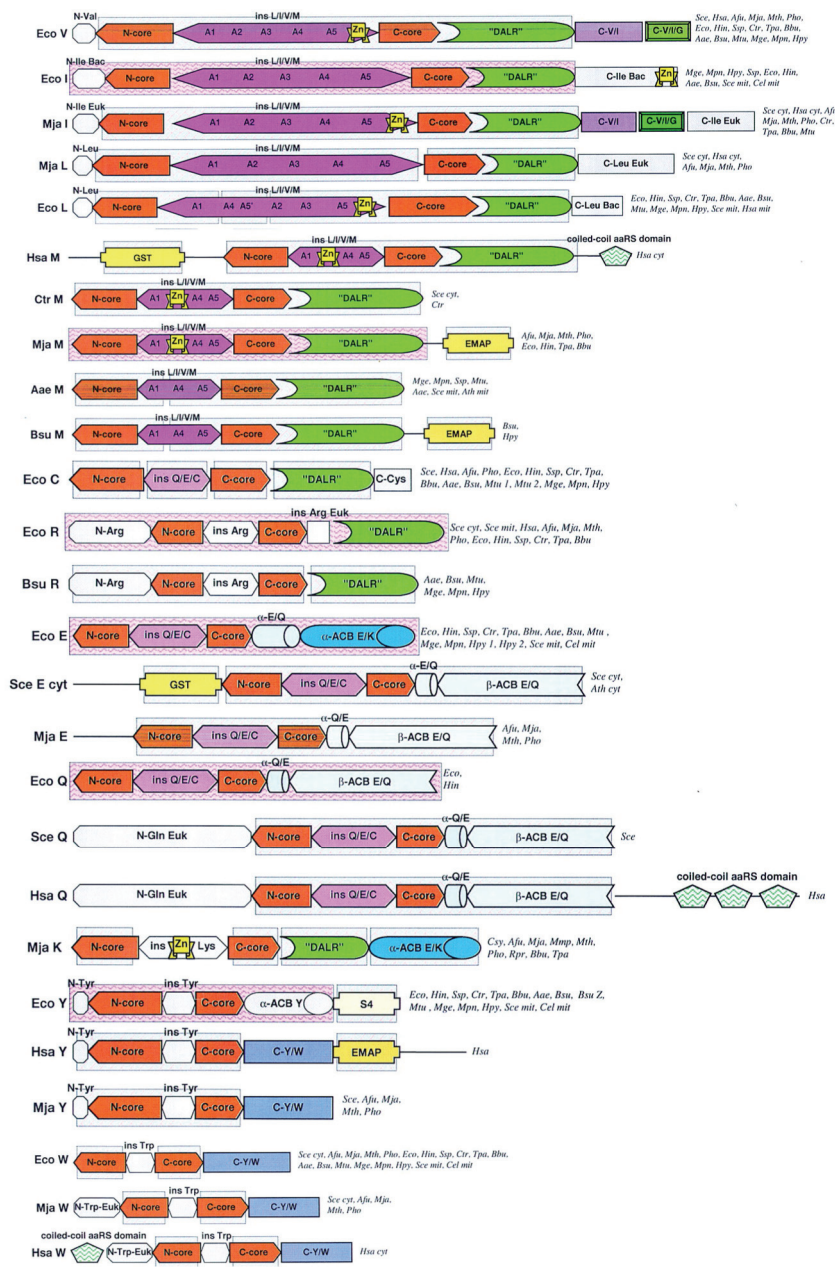 N-Val ins L/I/V/M
Eco V N-core A1 A2 A3 A4 A5 Zn C-core "DALR" C-V/I C-V/I/G Sce, Hsa, Afu, Mja, Mth, Pho,
Eco, Hin, Ssp, Ctr, Tpa, Bbu,
Aae, Bsu, Mtu, Mge, Mpn, Hpy
N-Ile Bac ins L/I/V/M
Eco I N-core A1 A2 A3 A4 A5 C-core "DALR" C-Ile Bac Zn Mge, Mpn, Hpy, Ssp, Eco, Hin,
Aae, Bsu, Sce mit, Cel mit
N-Ile Euk ins L/I/V/M
Mja I N-core A1 A2 A3 A4 A5 Zn C-core "DALR" C-V/I C-V/I/G C-Ile Euk Sce cyt, Hsa cyt, Afu
Mja, Mth, Pho, Ctr,
Tpa, Bbu, Mtu
N-Leu ins L/I/V/M
Mja L N-core A1 A2 A3 A4 A5 C-core "DALR" C-Leu Euk Sce cyt, Hsa cyt,
Afu, Mja, Mth, Pho
N-Leu ins L/I/V/M
Eco L N-core A1 A4 A5' A2 A3 A5 Zn C-core "DALR" C-Leu Bac Eco, Hin, Ssp, Ctr, Tpa, Bbu, Aae, Bsu,
Mtu, Mge, Mpn, Hpy, Sce mit, Hsa mit
ins L/I/V/M coiled-coil aaRS domain
Hsa M GST N-core A1 Zn A4 A5 C-core "DALR" Hsa cyt
ins L/I/V/M
Ctr M N-core A1 Zn A4 A5 C-core "DALR" Sce cyt,
Ctr
ins L/I/V/M
Mja M N-core A1 Zn A4 A5 C-core "DALR" EMAP Afu, Mja, Mth, Pho,
Eco, Hin, Tpa, Bbu
ins L/I/V/M
Aae M N-core A1 A4 A5 C-core "DALR" Mge, Mpn, Ssp, Mtu,
Aae, Sce mit, Ath mit
ins L/I/V/M
Bsu M N-core A1 A4 A5 C-core "DALR" EMAP Bsu,
Hpy
Eco C N-core ins Q/E/C C-core "DALR" C-Cys Sce, Hsa, Afu, Pho, Eco, Hin, Ssp, Ctr, Tpa,
Bbu, Aae, Bsu, Mtu 1, Mtu 2, Mge, Mpn, Hpy
ins Arg Euk
Eco R N-Arg N-core ins Arg C-core "DALR" Sce cyt, Sce mit, Hsa, Afu, Mja, Mth,
Pho, Eco, Hin, Ssp, Ctr, Tpa, Bbu
Bsu R N-Arg N-core ins Arg C-core "DALR" Aae, Bsu, Mtu,
Mge, Mpn, Hpy
α-E/Q
Eco E N-core ins Q/E/C C-core α-ACB E/K Eco, Hin, Ssp, Ctr, Tpa, Bbu, Aae, Bsu, Mtu ,
Mge, Mpn, Hpy 1, Hpy 2, Sce mit, Cel mit
α-E/Q
Sce E cyt GST N-core ins Q/E/C C-core β-ACB E/Q Sce cyt,
Ath cyt
α-Q/E
Mja E N-core ins Q/E/C C-core β-ACB E/Q Afu, Mja,
Mth, Pho
α-Q/E
Eco Q N-core ins Q/E/C C-core β-ACB E/Q Eco,
Hin
α-Q/E
Sce Q N-Gln Euk N-core ins Q/E/C C-core β-ACB E/Q Sce
α-Q/E coiled-coil aaRS domain
Hsa Q N-Gln Euk N-core ins Q/E/C C-core β-ACB E/Q Hsa
Mja K N-core ins Zn Lys C-core "DALR" α-ACB E/K Csy, Afu, Mja, Mmp, Mth,
Pho, Rpr, Bbu, Tpa
N-Tyr ins Tyr
Eco Y N-core C-core α-ACB Y S4 Eco, Hin, Ssp, Ctr, Tpa, Bbu, Aae, Bsu, Bsu Z,
Mtu , Mge, Mpn, Hpy, Sce mit, Cel mit
N-Tyr ins Tyr
Hsa Y N-core C-core C-Y/W EMAP Hsa
N-Tyr ins Tyr
Mja Y N-core C-core C-Y/W Sce, Afu, Mja,
Mth, Pho
ins Trp
Eco W N-core C-core C-Y/W Sce cyt, Afu, Mja, Mth, Pho, Eco, Hin, Ssp, Ctr, Tpa, Bbu,
Aae, Bsu, Mtu, Mge, Mpn, Hpy, Sce mit, Cel mit
ins Trp
Mja W N-Trp-Euk N-core C-core C-Y/W Sce cyt, Afu, Mja,
Mth, Pho
coiled-coil aaRS domain ins Trp
Hsa W N-Trp-Euk N-core C-core C-Y/W Hsa cyt